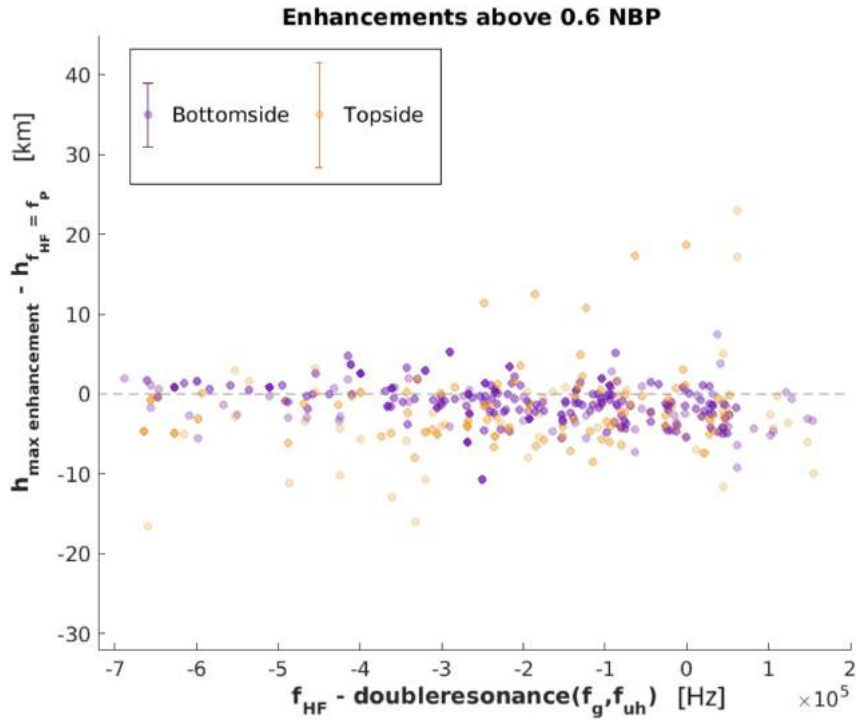 Enhancements above 0.6 NBP
h_max enhancement - h_f_HF = f_P [km]
40
30
20
10
0
-10
-20
-30
Bottomside Topside
-7 -6 -5 -4 -3 -2 -1 0 1 2
×10^5
f_HF - doubleresonance(f_g,f_uh) [Hz]